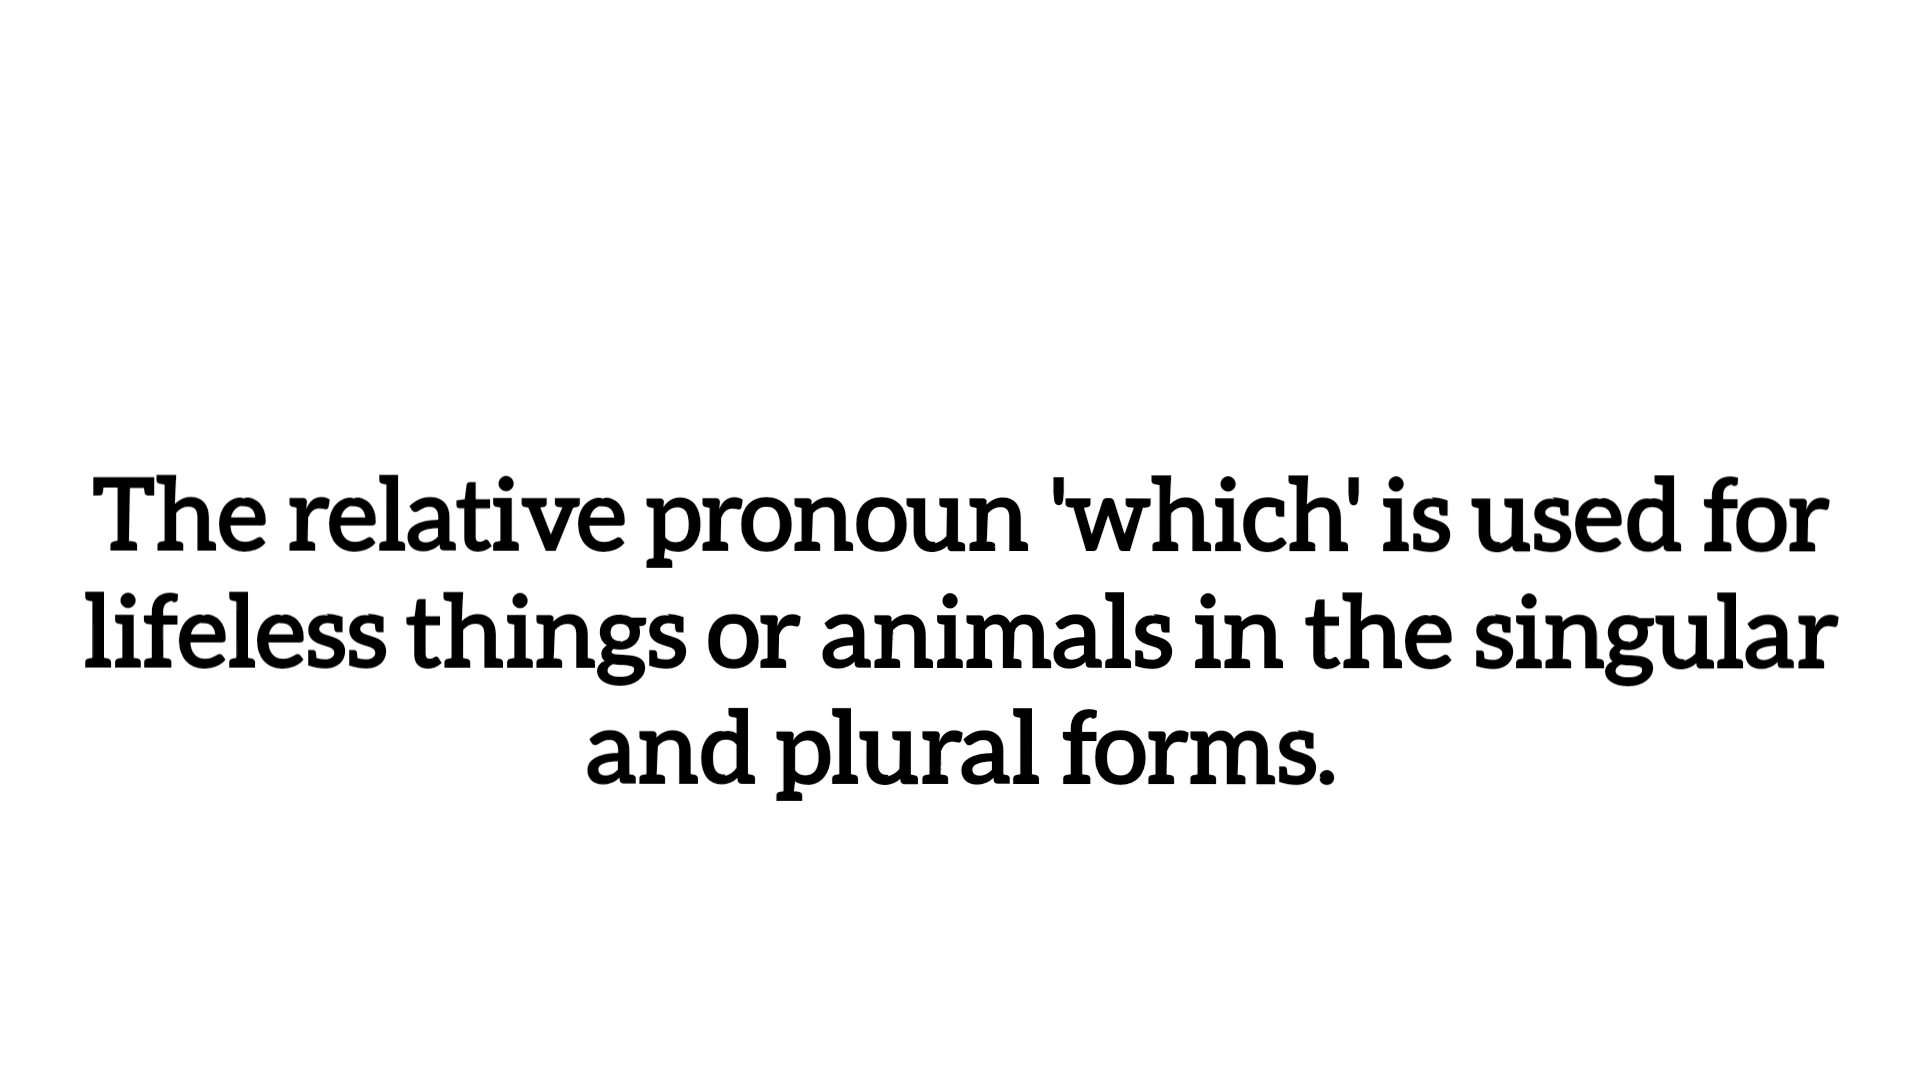 The relative pronoun 'which' is used for
lifeless things or animals in the singular
and plural forms.